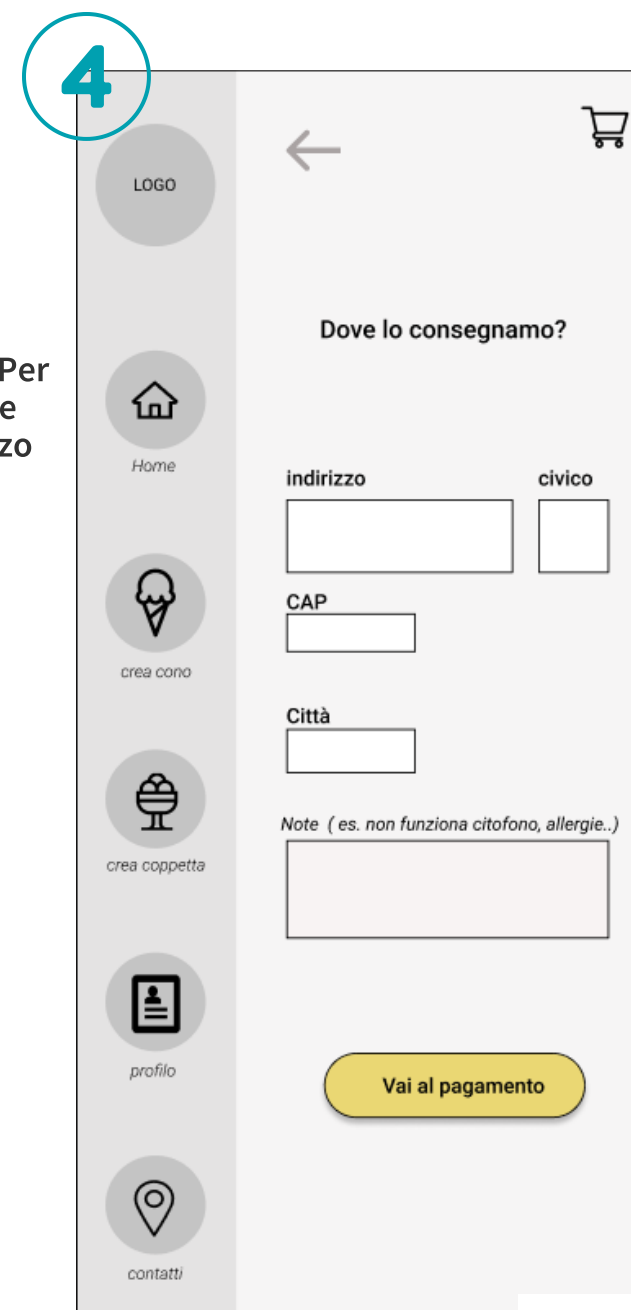 4
LOGO
Dove lo consegnamo?
Per
e
zo
Home
indirizzo civico
CAP
crea cono
Città
Note ( es. non funziona citofono, allergie..)
crea coppetta
profilo
Vai al pagamento
contatti